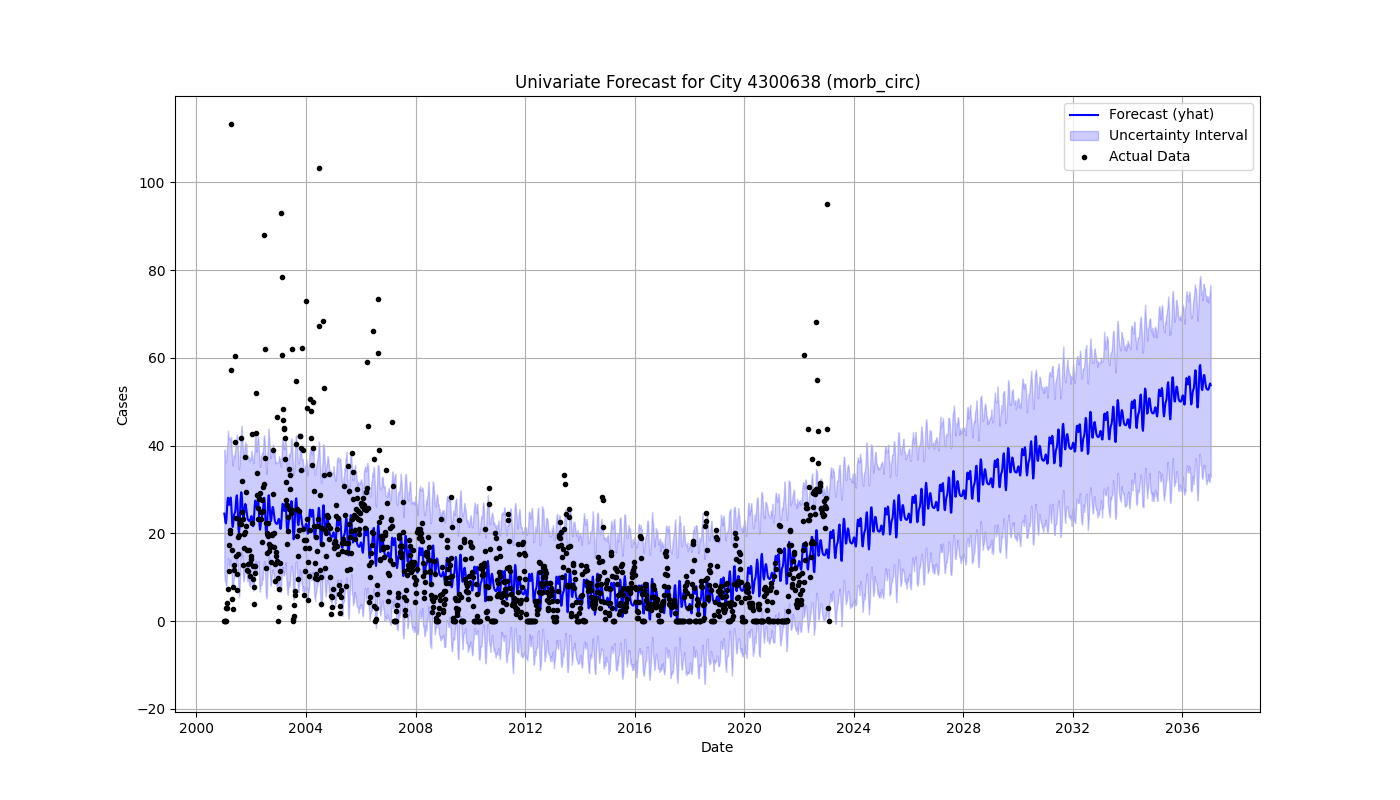 Univariate Forecast for City 4300638 (morb_circ)
Forecast (yhat)
Uncertainty Interval
Actual Data
Cases
100
80
60
40
20
0
−20
2000 2004 2008 2012 2016 2020 2024 2028 2032 2036
Date